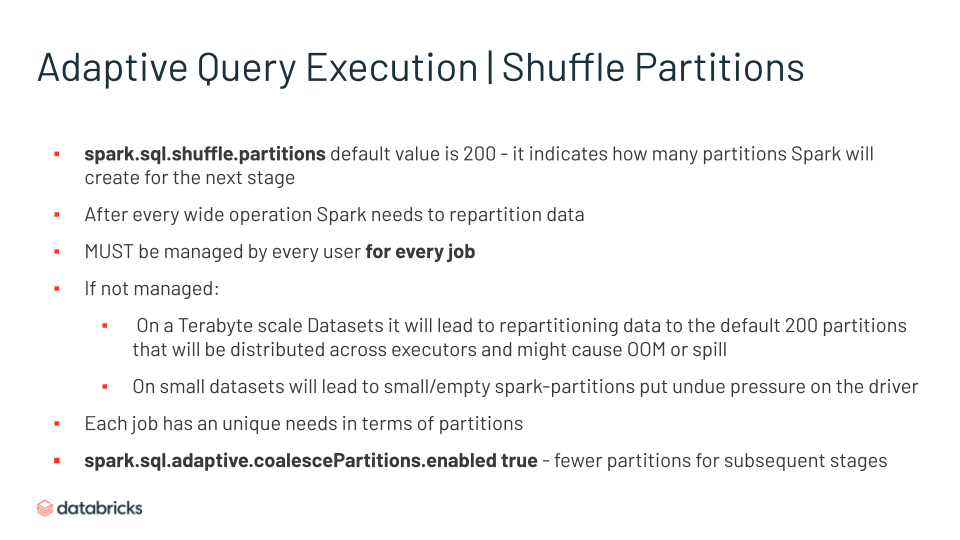 Adaptive Query Execution | Shuffle Partitions
▪ spark.sql.shuffle.partitions default value is 200 - it indicates how many partitions Spark will
create for the next stage
▪ After every wide operation Spark needs to repartition data
▪ MUST be managed by every user for every job
▪ If not managed:
▪ On a Terabyte scale Datasets it will lead to repartitioning data to the default 200 partitions
that will be distributed across executors and might cause OOM or spill
▪ On small datasets will lead to small/empty spark-partitions put undue pressure on the driver
▪ Each job has an unique needs in terms of partitions
▪ spark.sql.adaptive.coalescePartitions.enabled true - fewer partitions for subsequent stages
databricks